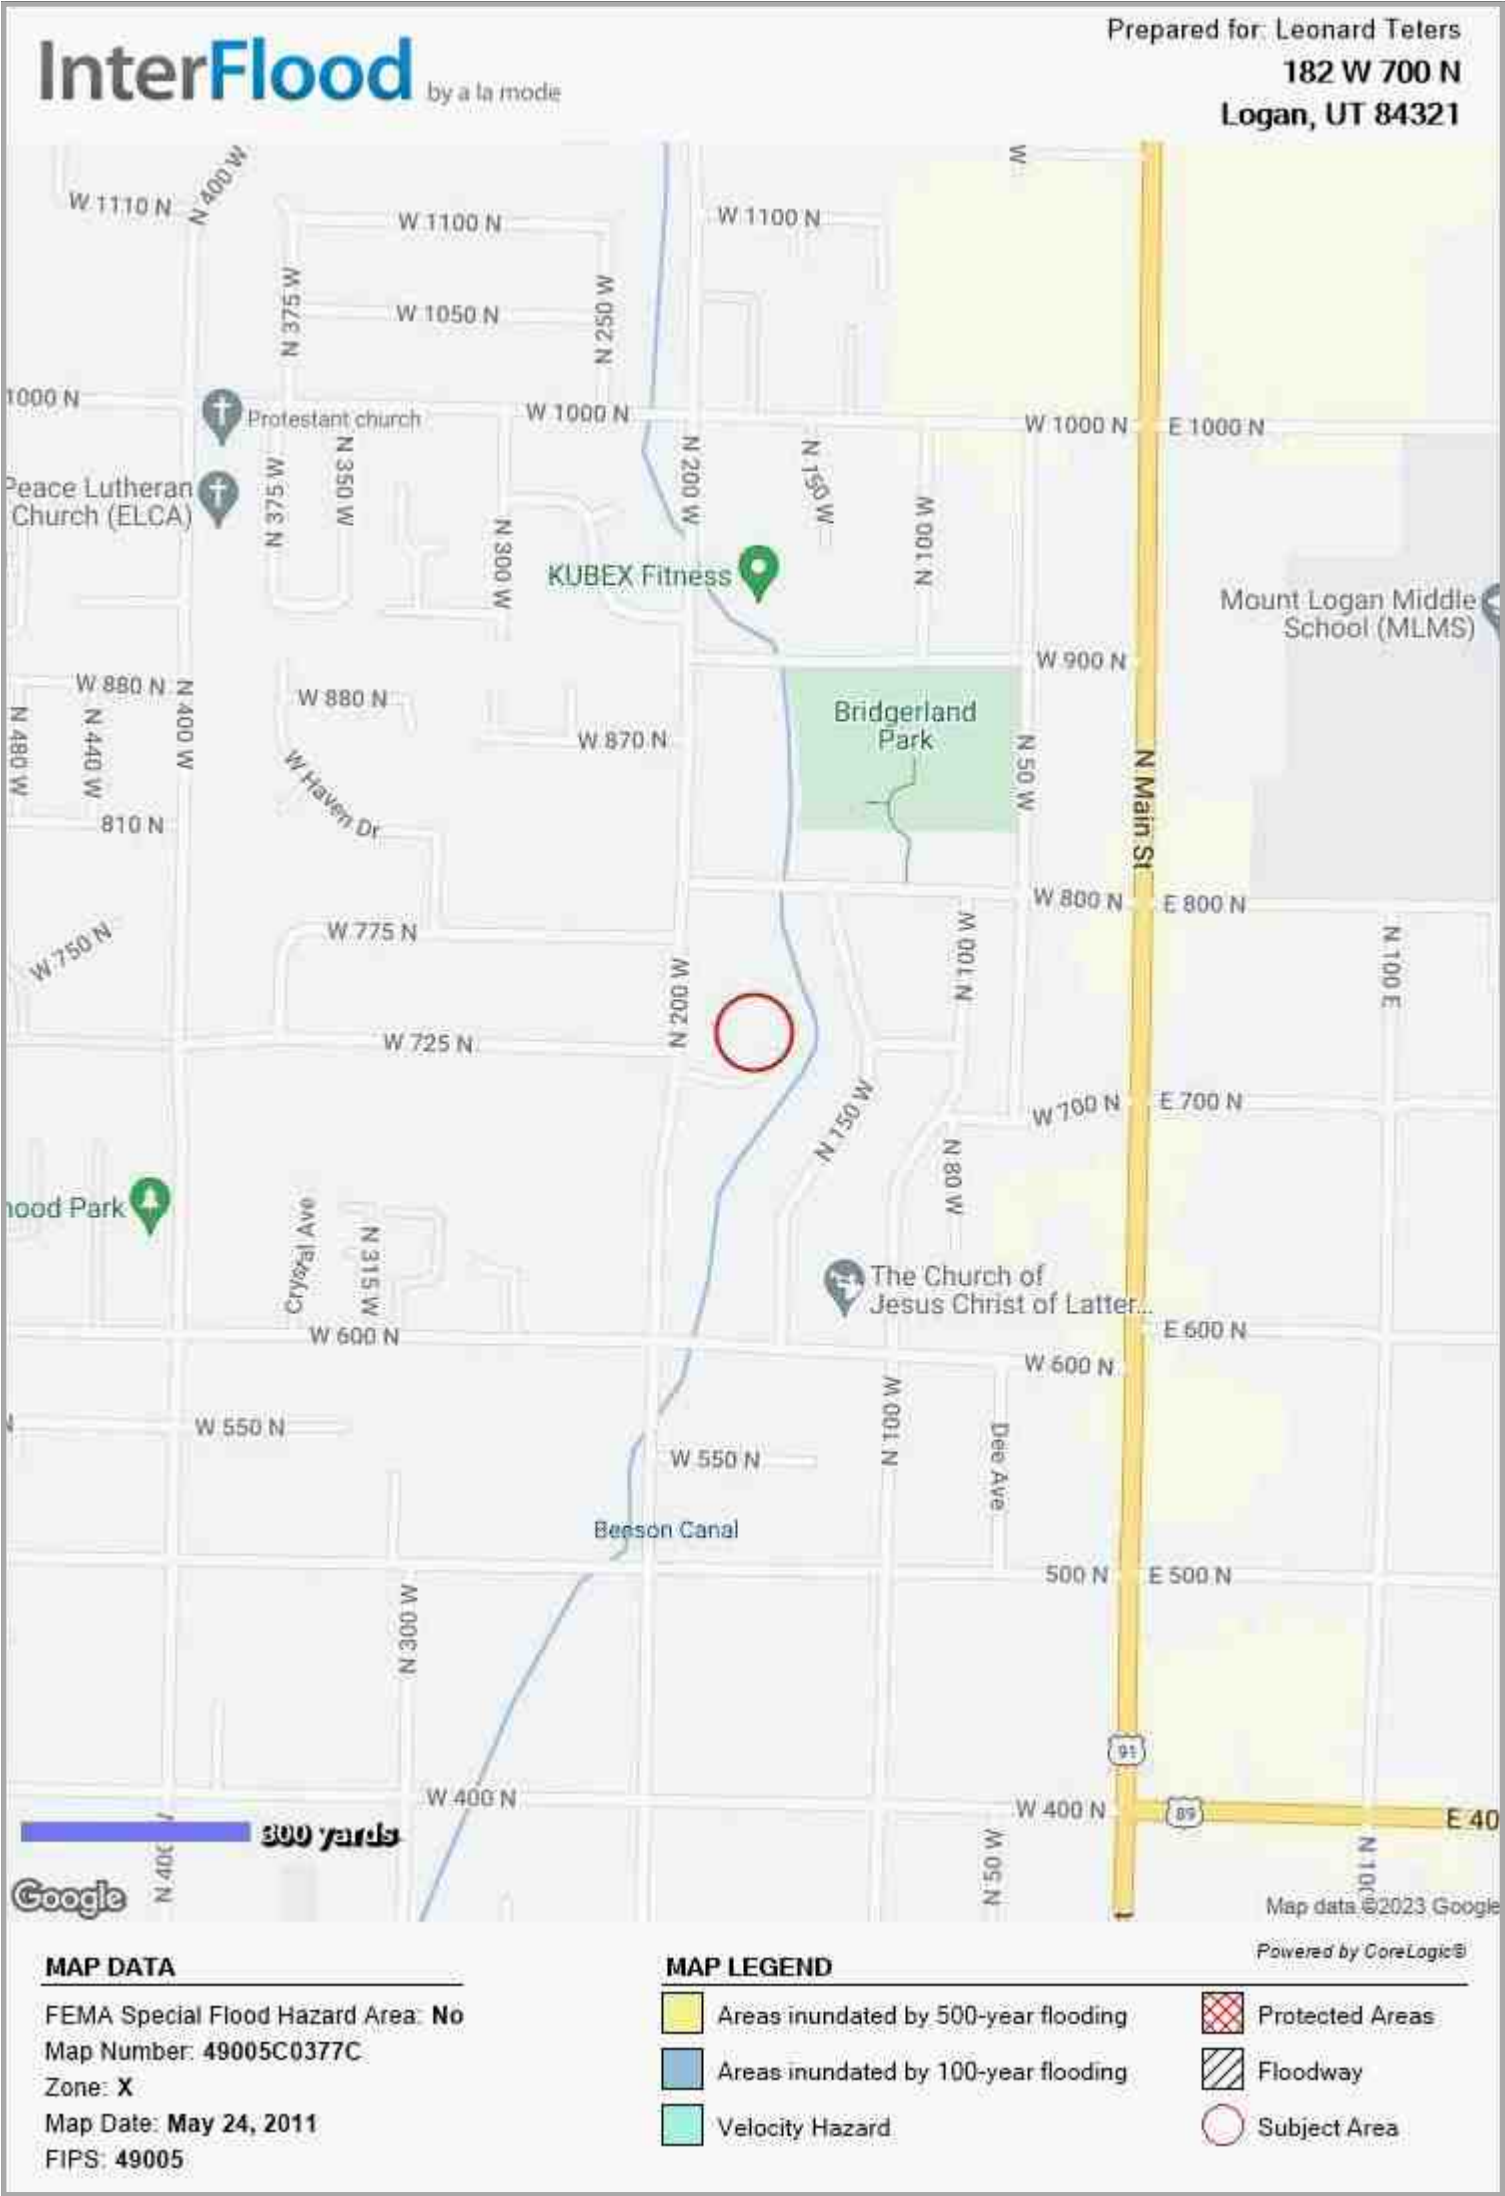 InterFlood by a la mode
Prepared for: Leonard Teters
182 W 700 N
Logan, UT 84321
W 1110 N
N 400 W
W 1100 N
W 1100 N
W
N 375 W
W 1050 N
N 250 W
1000 N
Protestant church
W 1000 N
W 1000 N
E 1000 N
Peace Lutheran
Church (ELCA)
N 375 W
N 350 W
N 300 W
N 200 W
N 150 W
N 100 W
KUBEX Fitness
Mount Logan Middle
School (MLMS)
W 900 N
W 880 N
N 400 W
W 880 N
N 480 W
N 440 W
W 870 N
Bridgerland
Park
N 50 W
N Main St
W Haven Dr
810 N
W 800 N
E 800 N
W 750 N
W 775 N
N 200 W
N 100 W
N 100 E
W 725 N
N 150 W
W 700 N
E 700 N
N 80 W
hood Park
Crystal Ave
N 315 W
The Church of
Jesus Christ of Latter...
W 600 N
E 600 N
W 600 N
N
W 550 N
W 550 N
N 100 W
Dee Ave
Benson Canal
500 N
E 500 N
N 300 W
91
W 400 N
W 400 N
89
E 40
300 yards
N 400
N 50 W
N 100
Google
Map data ©2023 Google
Powered by CoreLogic®
MAP DATA
FEMA Special Flood Hazard Area: No
Map Number: 49005C0377C
Zone: X
Map Date: May 24, 2011
FIPS: 49005
MAP LEGEND
Areas inundated by 500-year flooding
Areas inundated by 100-year flooding
Velocity Hazard
Protected Areas
Floodway
Subject Area